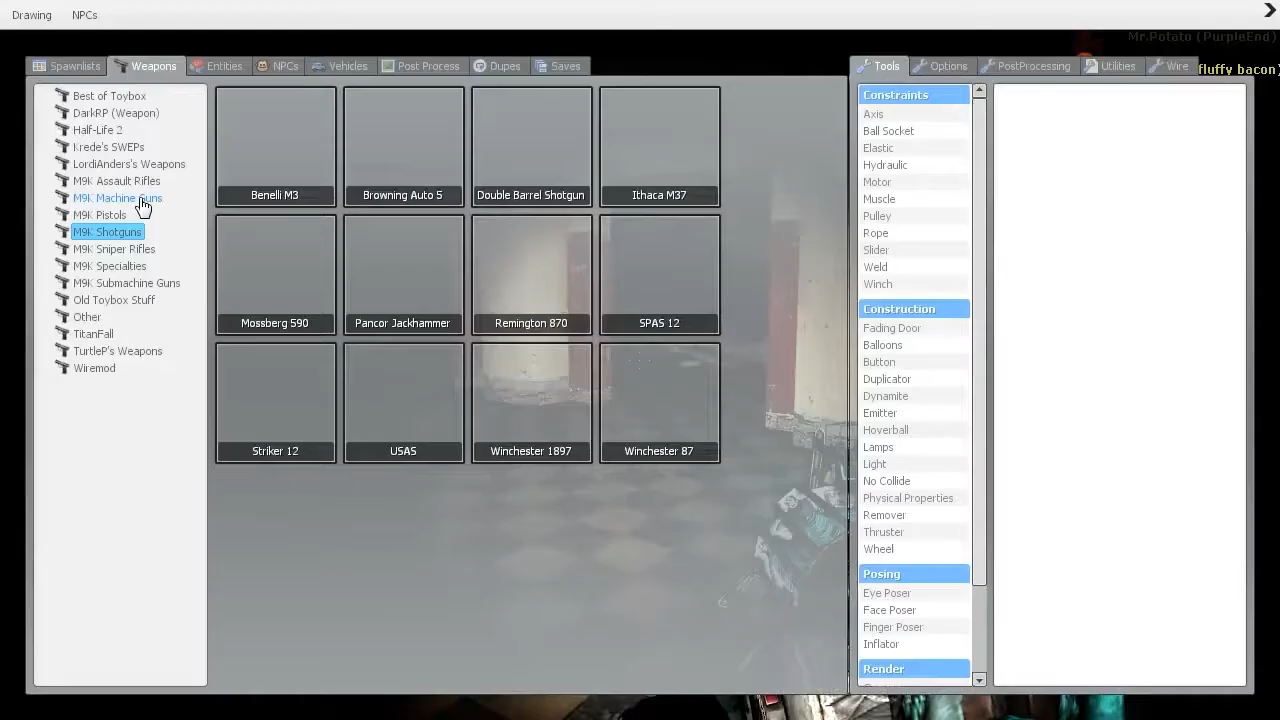 Drawing NPCs
Mr.Potato (PurpleEnd)
Spawnlists Weapons Entities NPCs Vehicles Post Process Dupes Saves
Tools Options PostProcessing Utilities Wire
fluffy bacon
Best of Toybox
DarkRP (Weapon)
Half-Life 2
Krede's SWEPs
LordiAnders's Weapons
M9K Assault Rifles
M9K Machine Guns
M9K Pistols
M9K Shotguns
M9K Sniper Rifles
M9K Specialties
M9K Submachine Guns
Old Toybox Stuff
Other
TitanFall
TurtleP's Weapons
Wiremod
Benelli M3 Browning Auto 5 Double Barrel Shotgun Ithaca M37
Mossberg 590 Pancor Jackhammer Remington 870 SPAS 12
Striker 12 USAS Winchester 1897 Winchester 87
Constraints
Axis
Ball Socket
Elastic
Hydraulic
Motor
Muscle
Pulley
Rope
Slider
Weld
Winch
Construction
Fading Door
Balloons
Button
Duplicator
Dynamite
Emitter
Hoverball
Lamps
Light
No Collide
Physical Properties
Remover
Thruster
Wheel
Posing
Eye Poser
Face Poser
Finger Poser
Inflator
Render